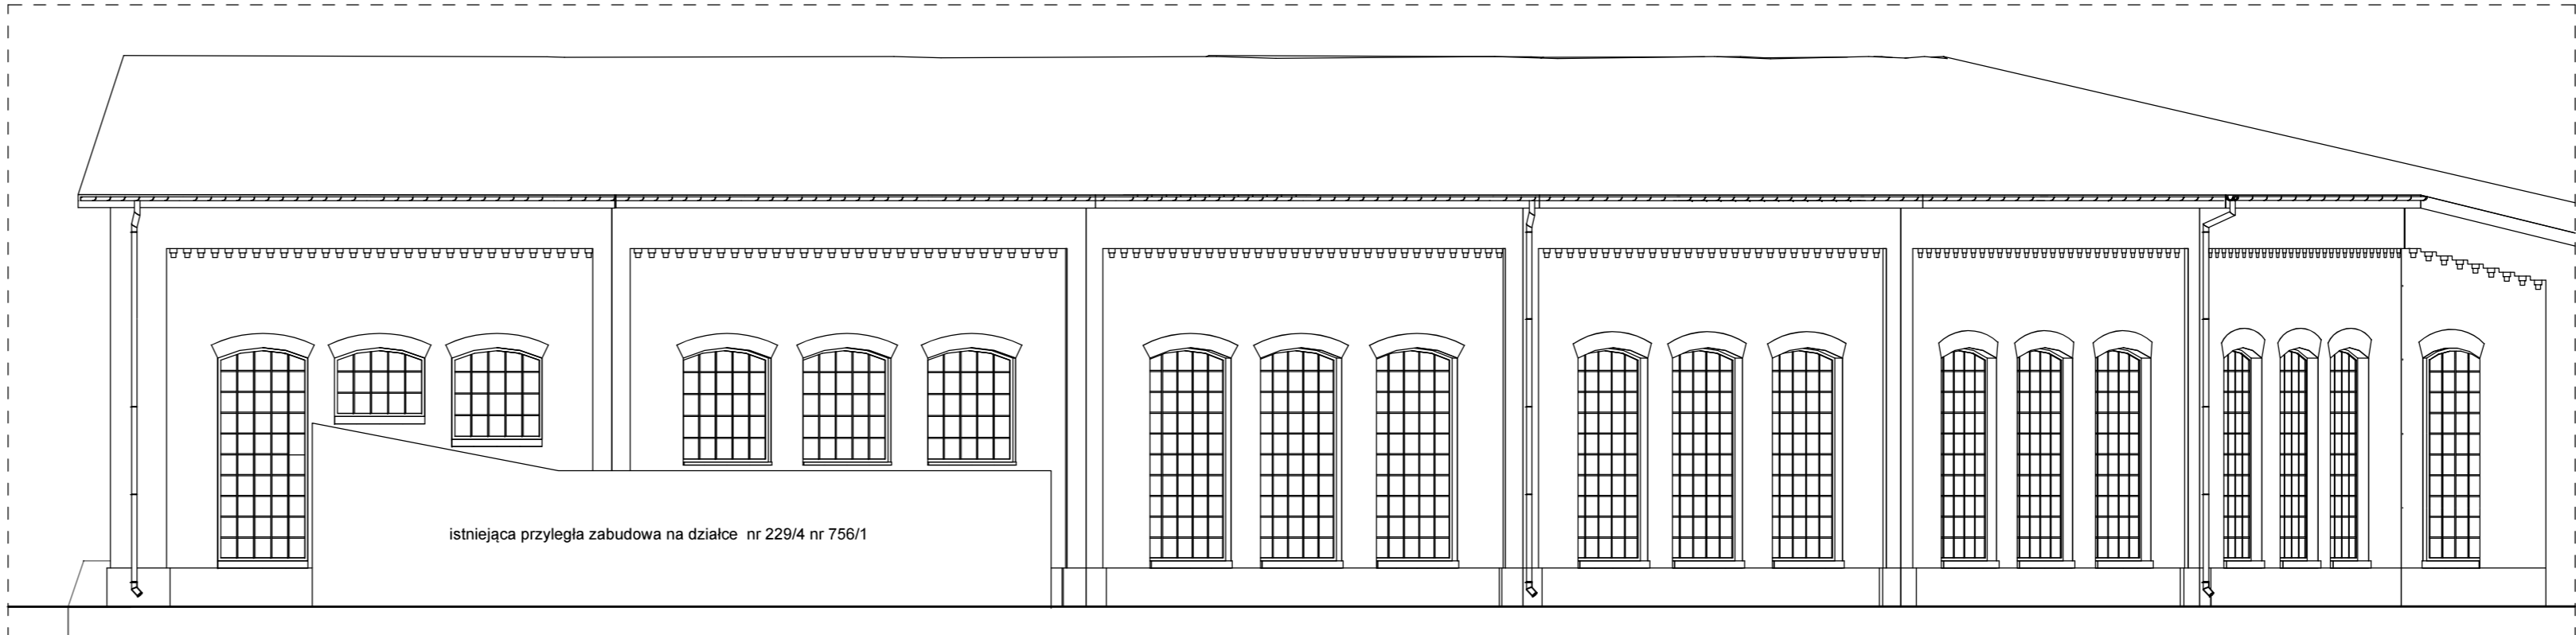 istniejąca przyległa zabudowa na działce nr 229/4 nr 756/1